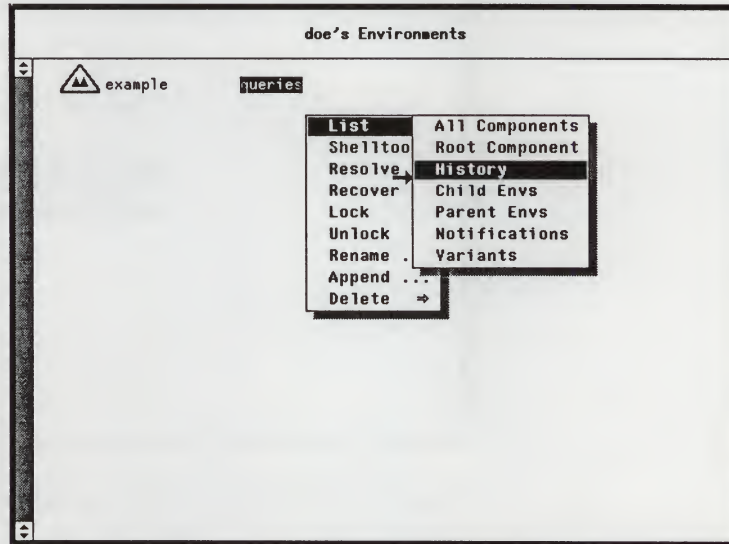 doe's Environments
example queries
List All Components
Shelltoo Root Component
Resolve History
Recover Child Envs
Lock Parent Envs
Unlock Notifications
Rename . Variants
Append ...
Delete ⇒